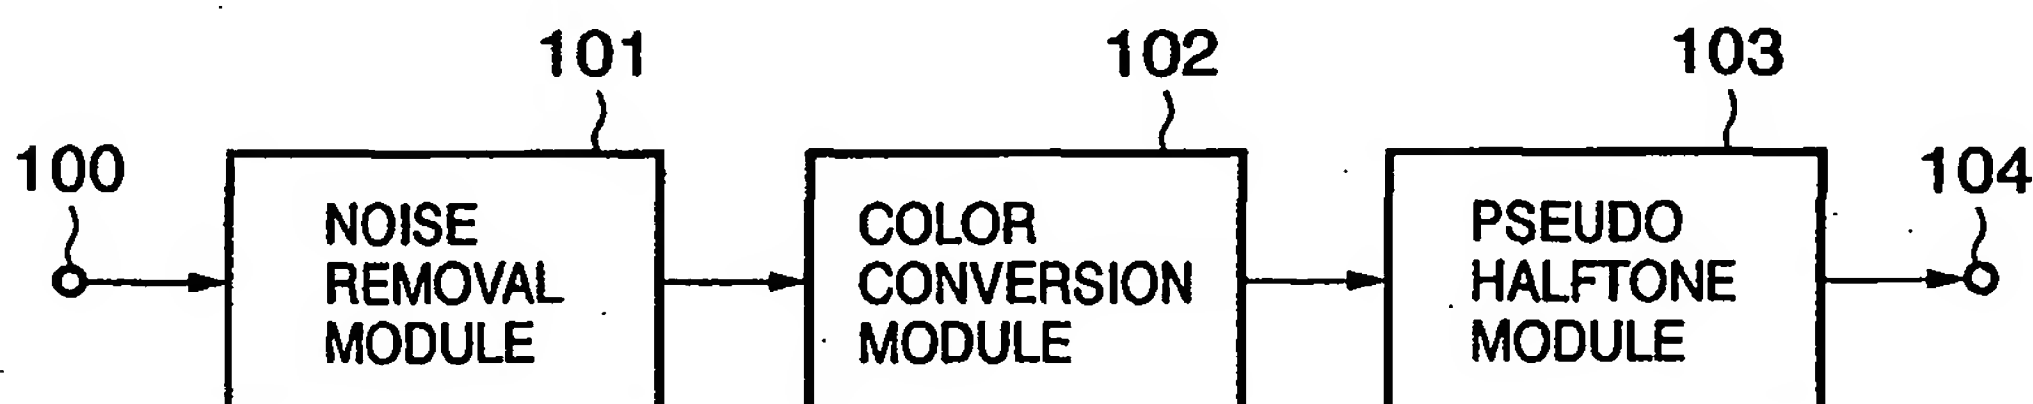 101
102
103
100
104
NOISE
REMOVAL
MODULE
COLOR
CONVERSION
MODULE
PSEUDO
HALFTONE
MODULE